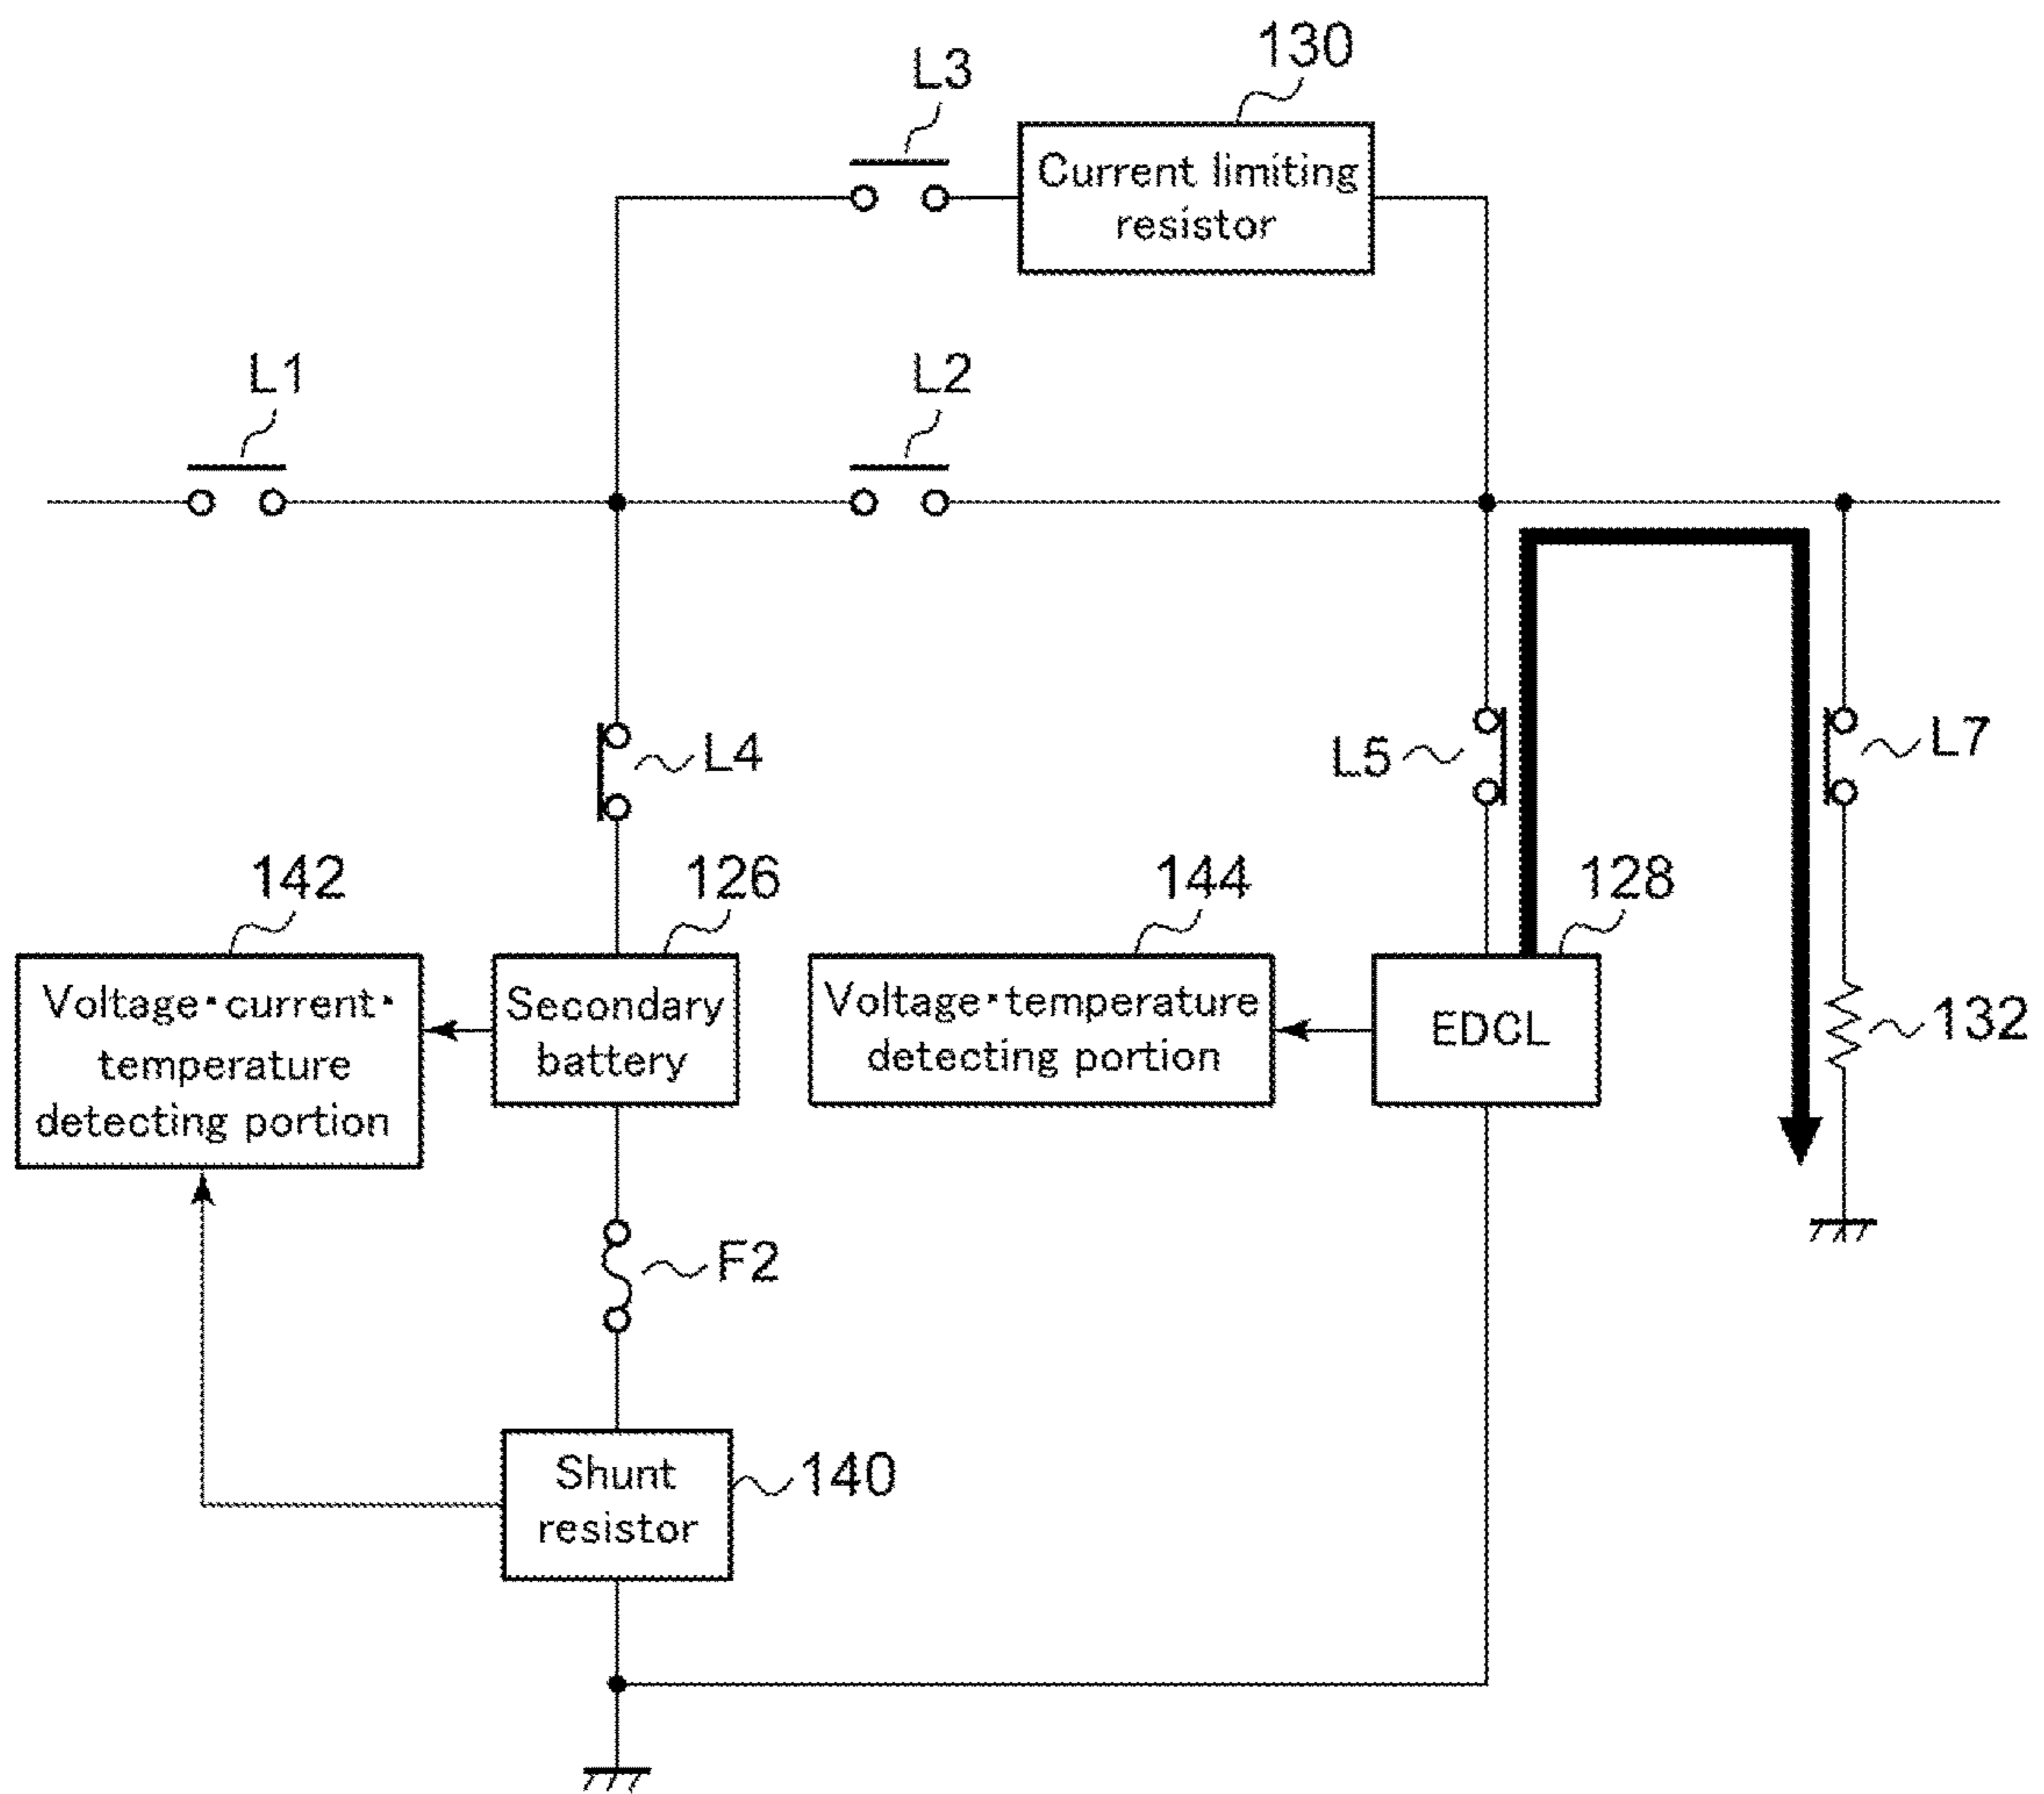 130
L3
Current limiting
resistor
L1
L2
L4
L5
L7
142
126
144
128
Voltage・current・
temperature
detecting portion
Secondary
battery
Voltage・temperature
detecting portion
EDCL
132
F2
Shunt
resistor
140